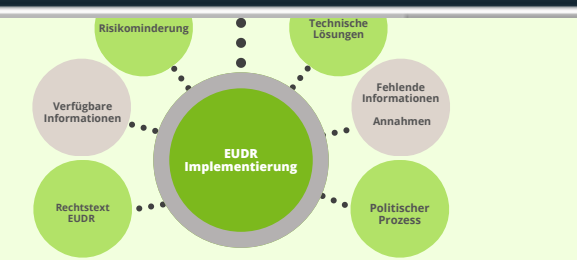 Risikominderung
Technische
Lösungen
Verfügbare
Informationen
Fehlende
Informationen
Annahmen
EUDR
Implementierung
Rechtstext
EUDR
Politischer
Prozess